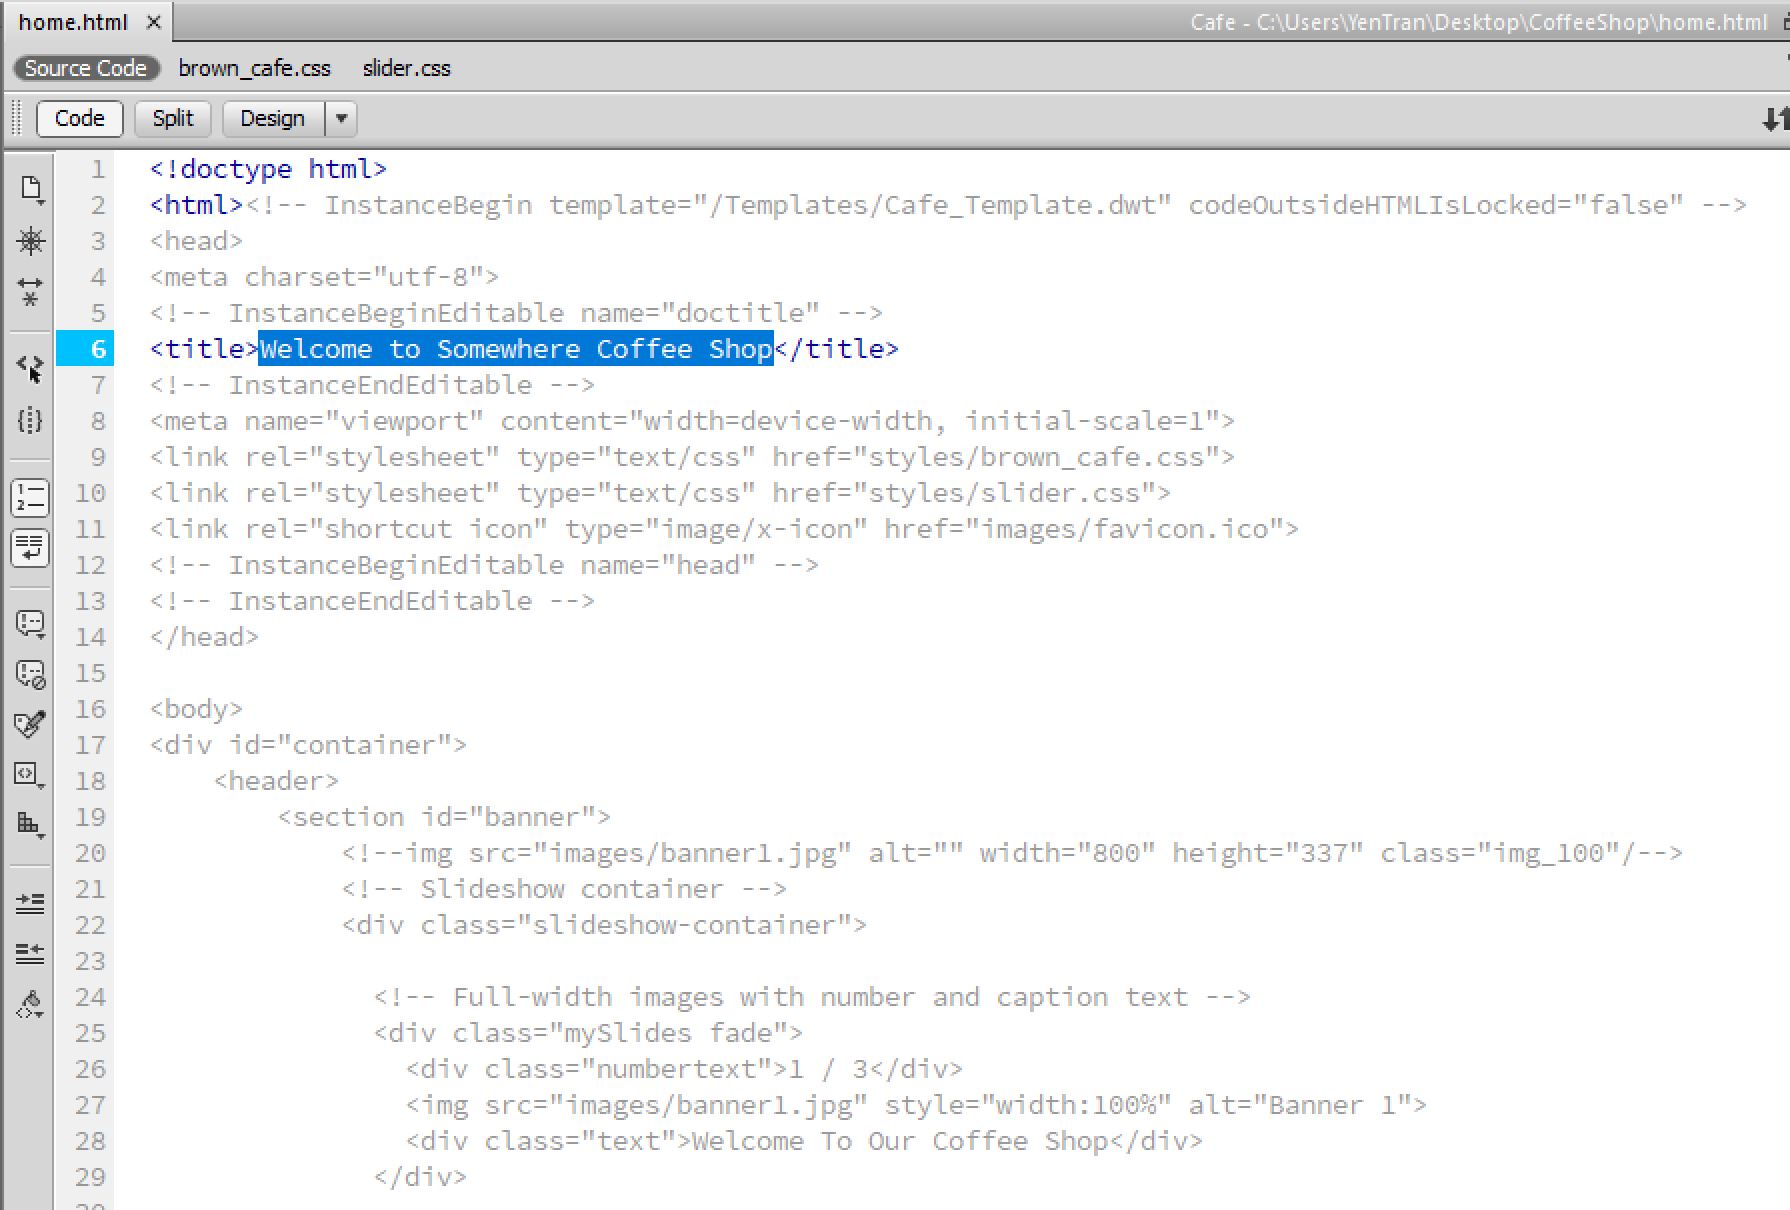 home.html ×
Cafe - C:\Users\YenTran\Desktop\CoffeeShop\home.html
Source Code brown_cafe.css slider.css
Code Split Design
1 <!doctype html>
2 <html><!-- InstanceBegin template="/Templates/Cafe_Template.dwt" codeOutsideHTMLIsLocked="false" -->
3 <head>
4 <meta charset="utf-8">
5 <!-- InstanceBeginEditable name="doctitle" -->
6 <title>Welcome to Somewhere Coffee Shop</title>
7 <!-- InstanceEndEditable -->
8 <meta name="viewport" content="width=device-width, initial-scale=1">
9 <link rel="stylesheet" type="text/css" href="styles/brown_cafe.css">
10 <link rel="stylesheet" type="text/css" href="styles/slider.css">
11 <link rel="shortcut icon" type="image/x-icon" href="images/favicon.ico">
12 <!-- InstanceBeginEditable name="head" -->
13 <!-- InstanceEndEditable -->
14 </head>
15
16 <body>
17 <div id="container">
18 <header>
19 <section id="banner">
20 <!--img src="images/banner1.jpg" alt="" width="800" height="337" class="img_100"/-->
21 <!-- Slideshow container -->
22 <div class="slideshow-container">
23
24 <!-- Full-width images with number and caption text -->
25 <div class="mySlides fade">
26 <div class="numbertext">1 / 3</div>
27 <img src="images/banner1.jpg" style="width:100%" alt="Banner 1">
28 <div class="text">Welcome To Our Coffee Shop</div>
29 </div>